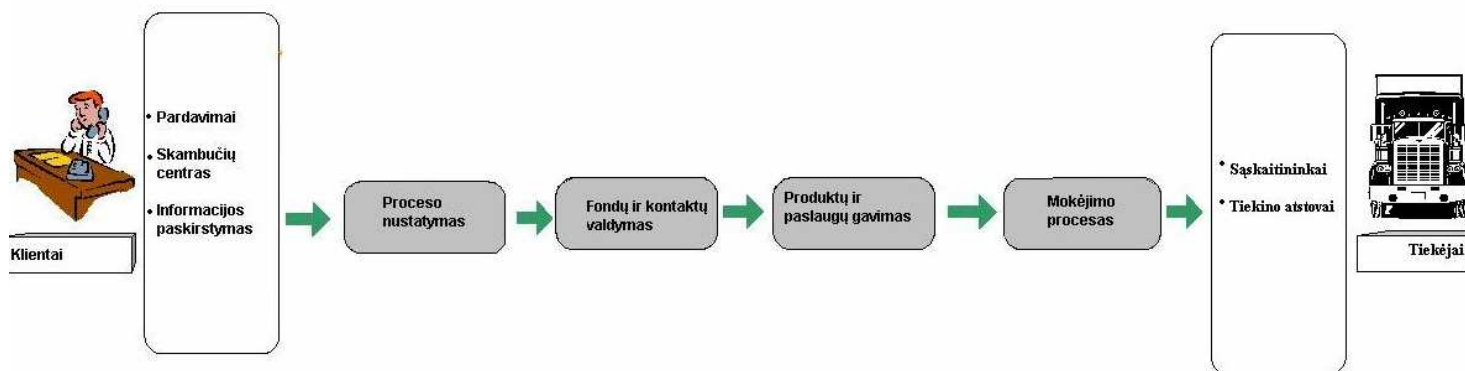 Klientai
• Pardavimai
• Skambučių
centras
• Informacijos
paskirstymas
Proceso
nustatymas
Fondų ir kontaktų
valdymas
Produktų ir
paslaugų gavimas
Mokėjimo
procesas
• Sąskaitininkai
• Tiekino atstovai
Tiekėjai